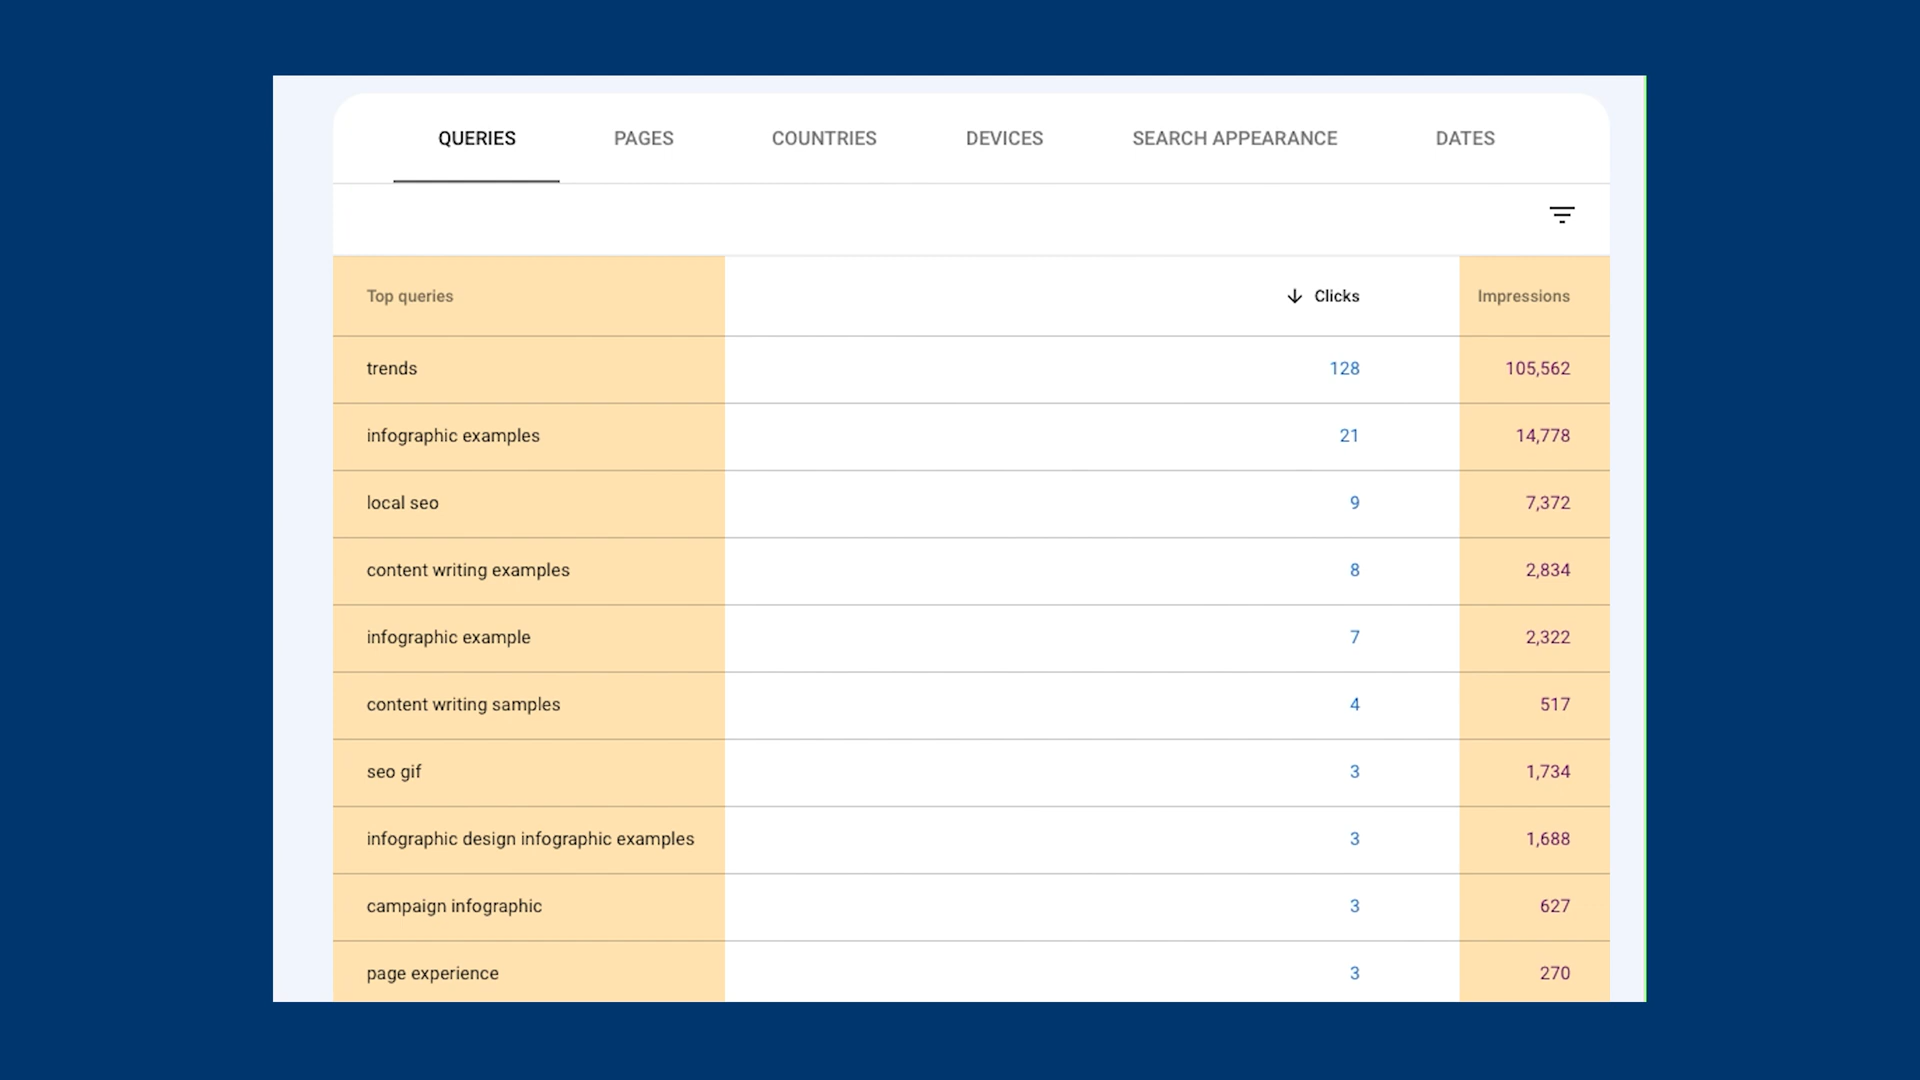 QUERIES PAGES COUNTRIES DEVICES SEARCH APPEARANCE DATES
Top queries Clicks Impressions
trends 128 105,562
infographic examples 21 14,778
local seo 9 7,372
content writing examples 8 2,834
infographic example 7 2,322
content writing samples 4 517
seo gif 3 1,734
infographic design infographic examples 3 1,688
campaign infographic 3 627
page experience 3 270